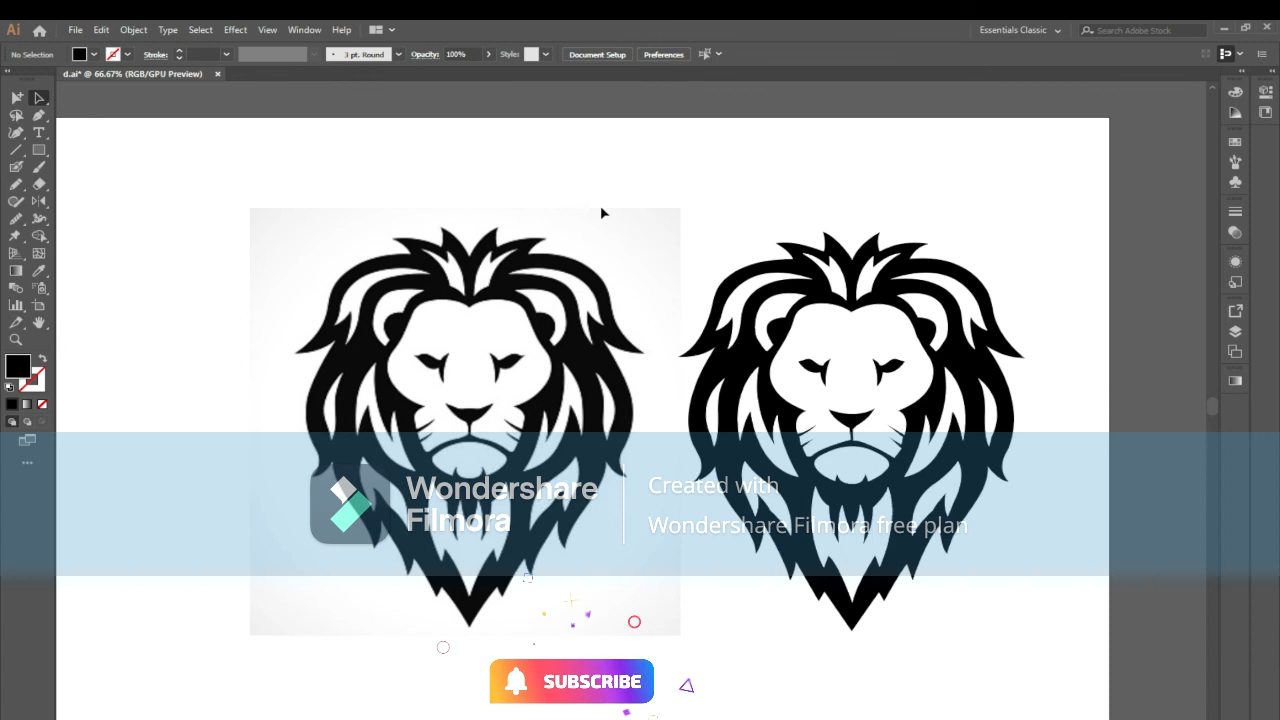 Ai File Edit Object Type Select Effect View Window Help Essentials Classic Search Adobe Stock
No Selection Stroke: 3 pt. Round Opacity: 100% Style: Document Setup Preferences
d.ai* @ 66.67% (RGB/GPU Preview)
Wondershare
Filmora
Created with
Wondershare Filmora free plan
SUBSCRIBE